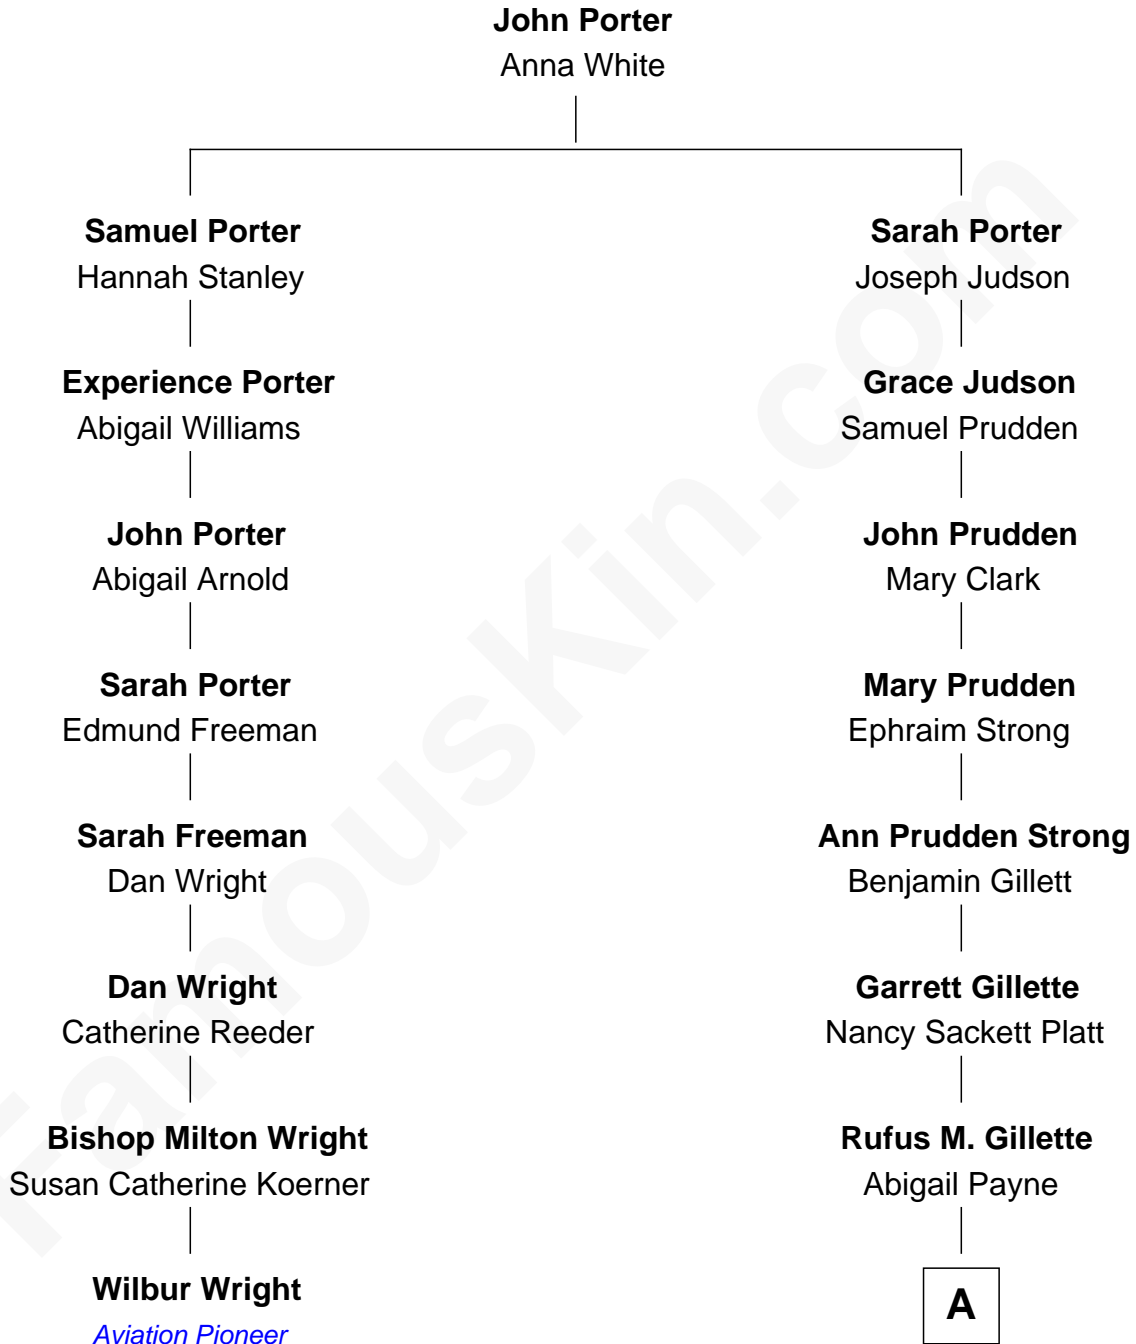 John Porter
Anna White
Samuel Porter
Hannah Stanley
Sarah Porter
Joseph Judson
Experience Porter
Abigail Williams
Grace Judson
Samuel Prudden
John Porter
Abigail Arnold
John Prudden
Mary Clark
Sarah Porter
Edmund Freeman
Mary Prudden
Ephraim Strong
Sarah Freeman
Dan Wright
Ann Prudden Strong
Benjamin Gillett
Dan Wright
Catherine Reeder
Garrett Gillette
Nancy Sackett Platt
Bishop Milton Wright
Susan Catherine Koerner
Rufus M. Gillette
Abigail Payne
Wilbur Wright
Aviation Pioneer
A
FamousKin.com